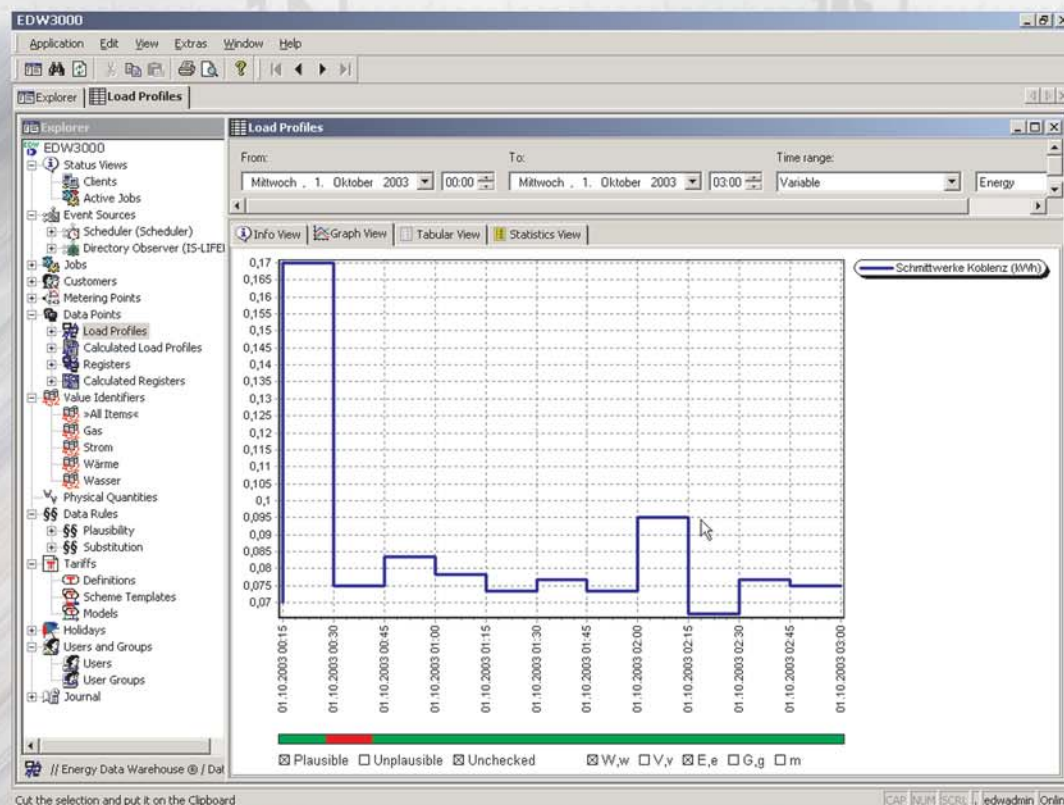 EDW3000
Application Edit View Extras Window Help
Explorer Load Profiles
Explorer
EDW3000
Status Views
Clients
Active Jobs
Event Sources
Scheduler (Scheduler)
Directory Observer (IS-LIFE
Jobs
Customers
Metering Points
Data Points
Load Profiles
Calculated Load Profiles
Registers
Calculated Registers
Value Identifiers
»All Items«
Gas
Strom
Wärme
Wasser
Physical Quantities
§§ Data Rules
§§ Plausibility
§§ Substitution
Tariffs
Definitions
Scheme Templates
Models
Holidays
Users and Groups
Users
User Groups
Journal
// Energy Data Warehouse ® / Dat
Load Profiles
From: To: Time range:
Mittwoch , 1. Oktober 2003 00:00 Mittwoch , 1. Oktober 2003 03:00 Variable Energy
Info View Graph View Tabular View Statistics View
Schmittwerke Koblenz (kWh)
0,17
0,165
0,16
0,155
0,15
0,145
0,14
0,135
0,13
0,125
0,12
0,115
0,11
0,105
0,1
0,095
0,09
0,085
0,08
0,075
0,07
01.10.2003 00:15
01.10.2003 00:30
01.10.2003 00:45
01.10.2003 01:00
01.10.2003 01:15
01.10.2003 01:30
01.10.2003 01:45
01.10.2003 02:00
01.10.2003 02:15
01.10.2003 02:30
01.10.2003 02:45
01.10.2003 03:00
Plausible Unplausible Unchecked W,w V,v E,e G,g m
Cut the selection and put it on the Clipboard
CAP NUM SCRL edwadmin Onlin